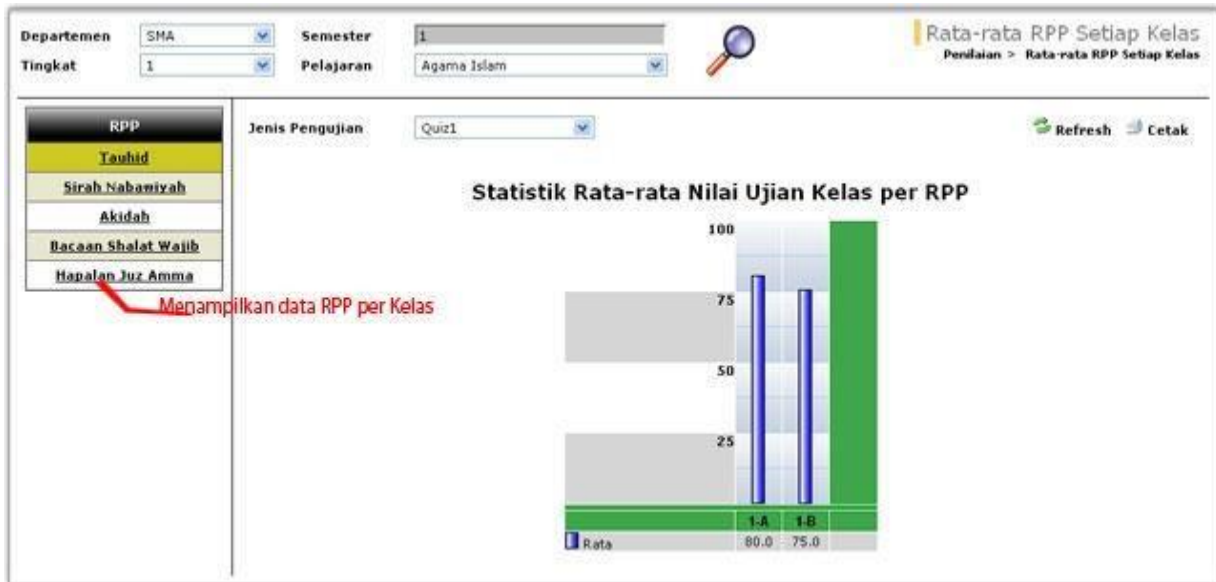 Departemen SMA Semester 1
Rata-rata RPP Setiap Kelas
Tingkat 1 Pelajaran Agama Islam
Penilaian > Rata-rata RPP Setiap Kelas
RPP
Tauhid
Sirah Nabawiyah
Akidah
Bacaan Shalat Wajib
Hapalan Juz Amma
Menampilkan data RPP per Kelas
Jenis Pengujian Quiz1
Refresh Cetak
Statistik Rata-rata Nilai Ujian Kelas per RPP
100
75
50
25
1-A 1-B
Rata 80.0 75.0